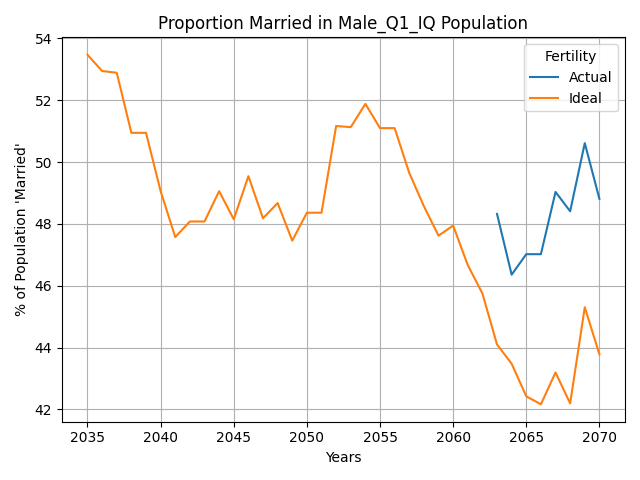 Proportion Married in Male_Q1_IQ Population
% of Population 'Married'
54
52
50
48
46
44
42
Fertility
Actual
Ideal
2035 2040 2045 2050 2055 2060 2065 2070
Years